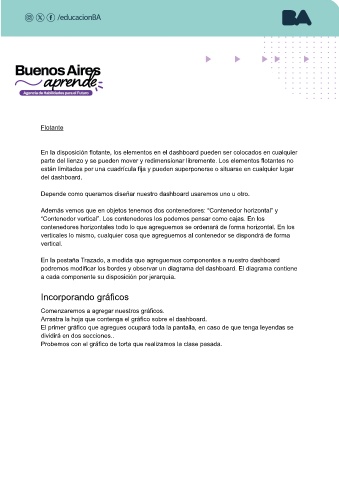 /educacionBA
BA
Buenos Aires
aprende
Agencia de Habilidades para el Futuro
Flotante
En la disposición flotante, los elementos en el dashboard pueden ser colocados en cualquier
parte del lienzo y se pueden mover y redimensionar libremente. Los elementos flotantes no
están limitados por una cuadrícula fija y pueden superponerse o situarse en cualquier lugar
del dashboard.
Depende como queramos diseñar nuestro dashboard usaremos uno u otro.
Además vemos que en objetos tenemos dos contenedores: “Contenedor horizontal” y
“Contenedor vertical”. Los contenedores los podemos pensar como cajas. En los
contenedores horizontales todo lo que agreguemos se ordenará de forma horizontal. En los
verticales lo mismo, cualquier cosa que agreguemos al contenedor se dispondrá de forma
vertical.
En la pestaña Trazado, a medida que agreguemos componentes a nuestro dashboard
podremos modificar los bordes y observar un diagrama del dashboard. El diagrama contiene
a cada componente su disposición por jerarquía.
Incorporando gráficos
Comenzaremos a agregar nuestros gráficos.
Arrastra la hoja que contenga el gráfico sobre el dashboard.
El primer gráfico que agregues ocupará toda la pantalla, en caso de que tenga leyendas se
dividirá en dos secciones..
Probemos con el gráfico de torta que realizamos la clase pasada.